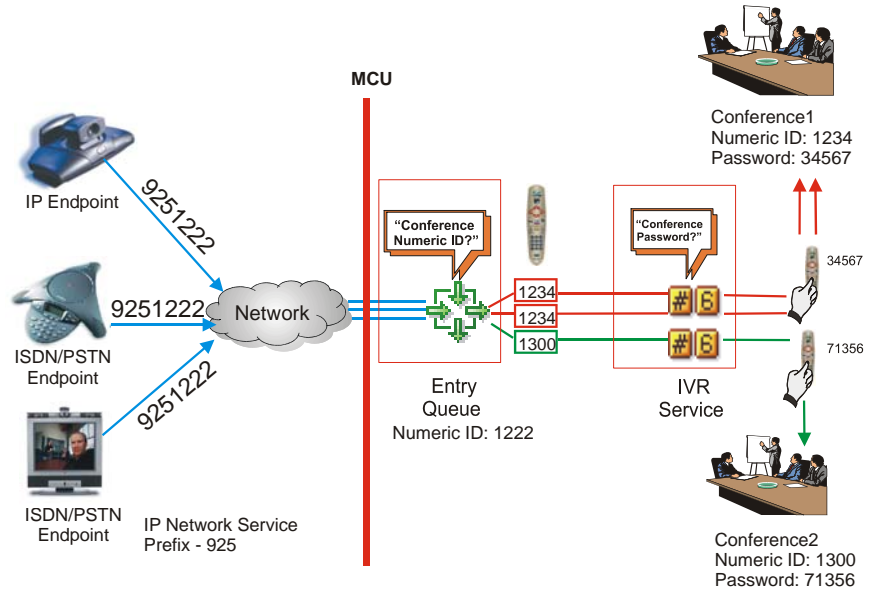 MCU
Conference1
Numeric ID: 1234
Password: 34567
IP Endpoint
9251222
"Conference
Numeric ID?"
"Conference
Password?"
34567
1234
9251222
Network
1234
ISDN/PSTN
Endpoint
1300
# 6
# 6
71356
9251222
Entry
Queue
Numeric ID: 1222
IVR
Service
ISDN/PSTN
Endpoint
IP Network Service
Prefix - 925
Conference2
Numeric ID: 1300
Password: 71356